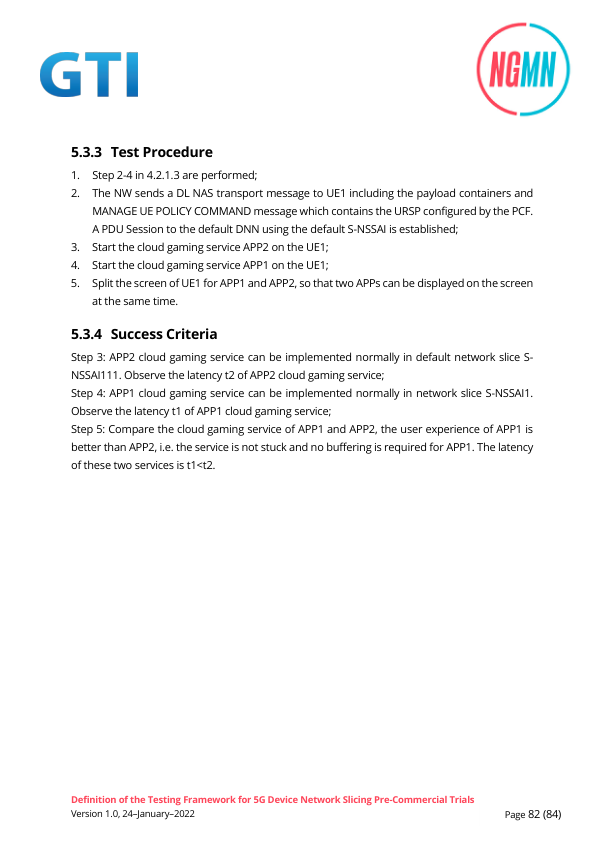 GTI
NGMN
5.3.3 Test Procedure
1. Step 2-4 in 4.2.1.3 are performed;
2. The NW sends a DL NAS transport message to UE1 including the payload containers and
MANAGE UE POLICY COMMAND message which contains the URSP configured by the PCF.
A PDU Session to the default DNN using the default S-NSSAI is established;
3. Start the cloud gaming service APP2 on the UE1;
4. Start the cloud gaming service APP1 on the UE1;
5. Split the screen of UE1 for APP1 and APP2, so that two APPs can be displayed on the screen
at the same time.
5.3.4 Success Criteria
Step 3: APP2 cloud gaming service can be implemented normally in default network slice S-
NSSAI111. Observe the latency t2 of APP2 cloud gaming service;
Step 4: APP1 cloud gaming service can be implemented normally in network slice S-NSSAI1.
Observe the latency t1 of APP1 cloud gaming service;
Step 5: Compare the cloud gaming service of APP1 and APP2, the user experience of APP1 is
better than APP2, i.e. the service is not stuck and no buffering is required for APP1. The latency
of these two services is t1<t2.
Definition of the Testing Framework for 5G Device Network Slicing Pre-Commercial Trials
Version 1.0, 24–January–2022
Page 82 (84)